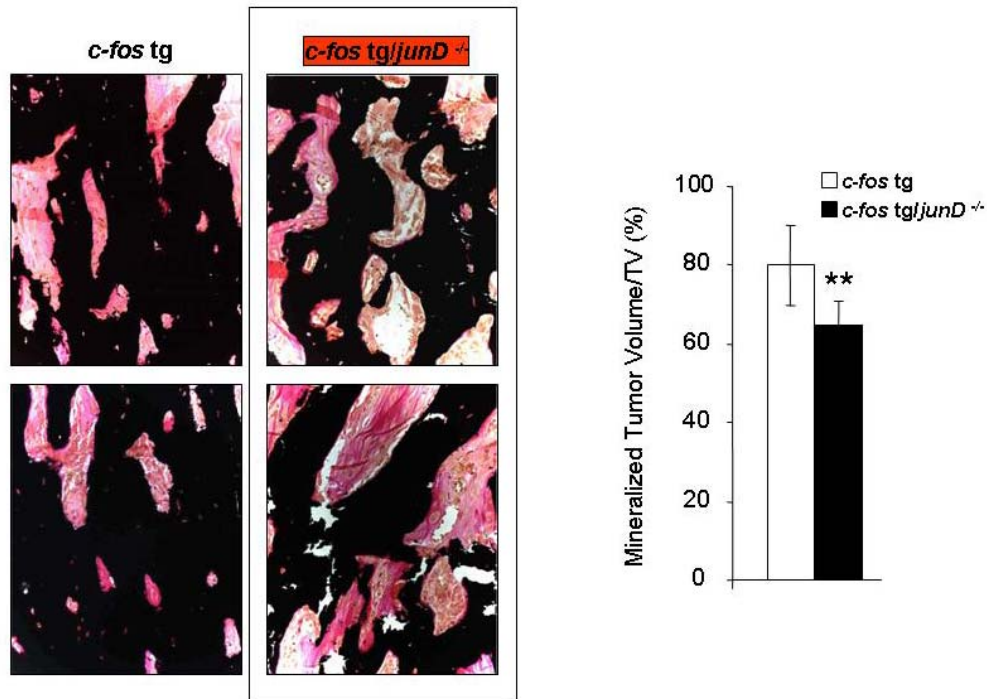 c-fos tg
c-fos tg/junD -/-
Mineralized Tumor Volume/TV (%)
100
80
60
40
20
0
c-fos tg
c-fos tg/junD -/-
**